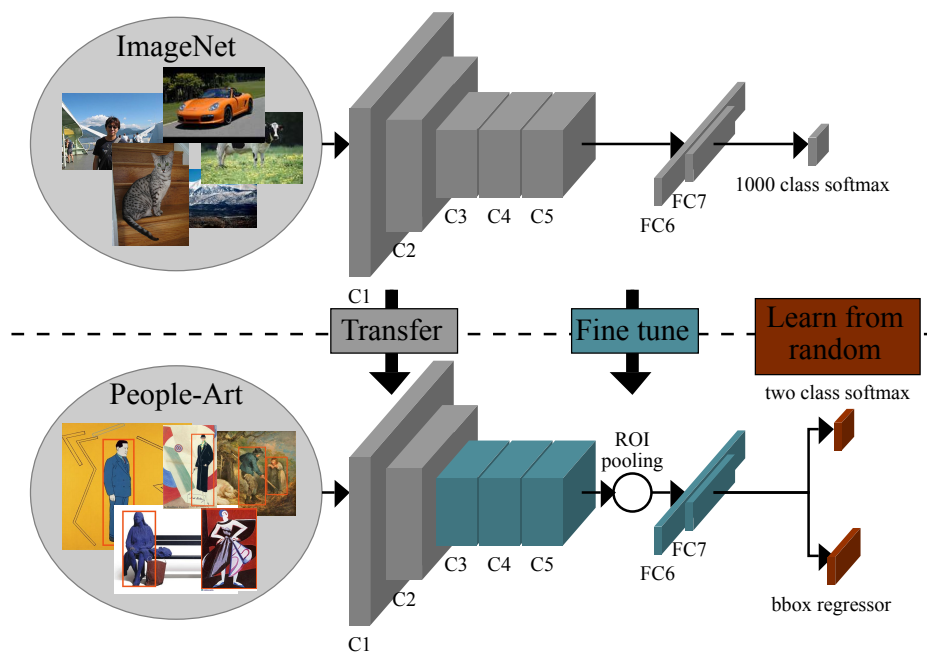 ImageNet
C1
C2
C3
C4
C5
FC6
FC7
1000 class softmax
Transfer
Fine tune
Learn from
random
People-Art
C1
C2
C3
C4
C5
ROI
pooling
FC6
FC7
two class softmax
bbox regressor